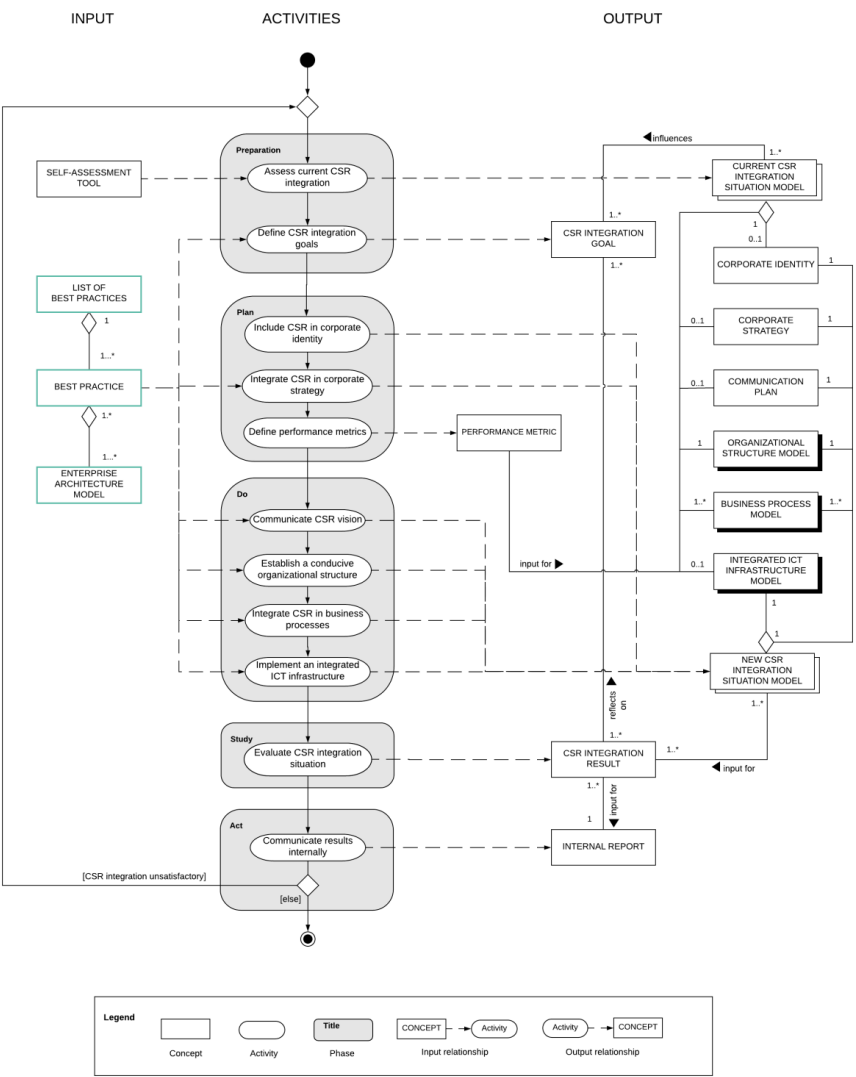 INPUT
ACTIVITIES
OUTPUT
Preparation
Assess current CSR
integration
Define CSR integration
goals
SELF-ASSESSMENT
TOOL
LIST OF
BEST PRACTICES
1
1...*
BEST PRACTICE
1.*
1...*
ENTERPRISE
ARCHITECTURE
MODEL
Plan
Include CSR in corporate
identity
Integrate CSR in corporate
strategy
Define performance metrics
PERFORMANCE METRIC
Do
Communicate CSR vision
Establish a conducive
organizational structure
Integrate CSR in business
processes
Implement an integrated
ICT infrastructure
Study
Evaluate CSR integration
situation
Act
Communicate results
internally
[CSR integration unsatisfactory]
[else]
influences
1..*
CURRENT CSR
INTEGRATION
SITUATION MODEL
1
0..1
1..*
CSR INTEGRATION
GOAL
1..*
CORPORATE IDENTITY
1
0..1
CORPORATE
STRATEGY
1
0..1
COMMUNICATION
PLAN
1
1
ORGANIZATIONAL
STRUCTURE MODEL
1
1..*
BUSINESS PROCESS
MODEL
1..*
input for
0..1
INTEGRATED ICT
INFRASTRUCTURE
MODEL
1
1
NEW CSR
INTEGRATION
SITUATION MODEL
1..*
reflects
on
1..*
CSR INTEGRATION
RESULT
1..*
input for
1..*
input for
1
INTERNAL REPORT
Legend
Concept
Activity
Title
Phase
CONCEPT
Activity
Input relationship
Activity
CONCEPT
Output relationship